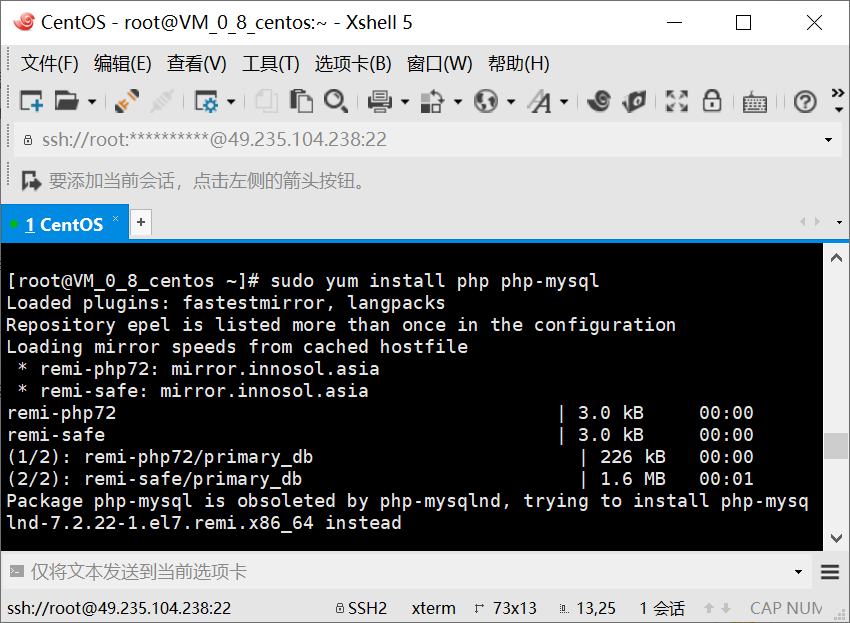 CentOS - root@VM_0_8_centos:~ - Xshell 5
文件(F) 编辑(E) 查看(V) 工具(T) 选项卡(B) 窗口(W) 帮助(H)
ssh://root:**********@49.235.104.238:22
要添加当前会话，点击左侧的箭头按钮。
1 CentOS × +
[root@VM_0_8_centos ~]# sudo yum install php php-mysql
Loaded plugins: fastestmirror, langpacks
Repository epel is listed more than once in the configuration
Loading mirror speeds from cached hostfile
 * remi-php72: mirror.innosol.asia
 * remi-safe: mirror.innosol.asia
remi-php72 | 3.0 kB 00:00
remi-safe | 3.0 kB 00:00
(1/2): remi-php72/primary_db | 226 kB 00:00
(2/2): remi-safe/primary_db | 1.6 MB 00:01
Package php-mysql is obsoleted by php-mysqlnd, trying to install php-mysq
lnd-7.2.22-1.el7.remi.x86_64 instead
仅将文本发送到当前选项卡
ssh://root@49.235.104.238:22 SSH2 xterm 73x13 13,25 1 会话 CAP NUM